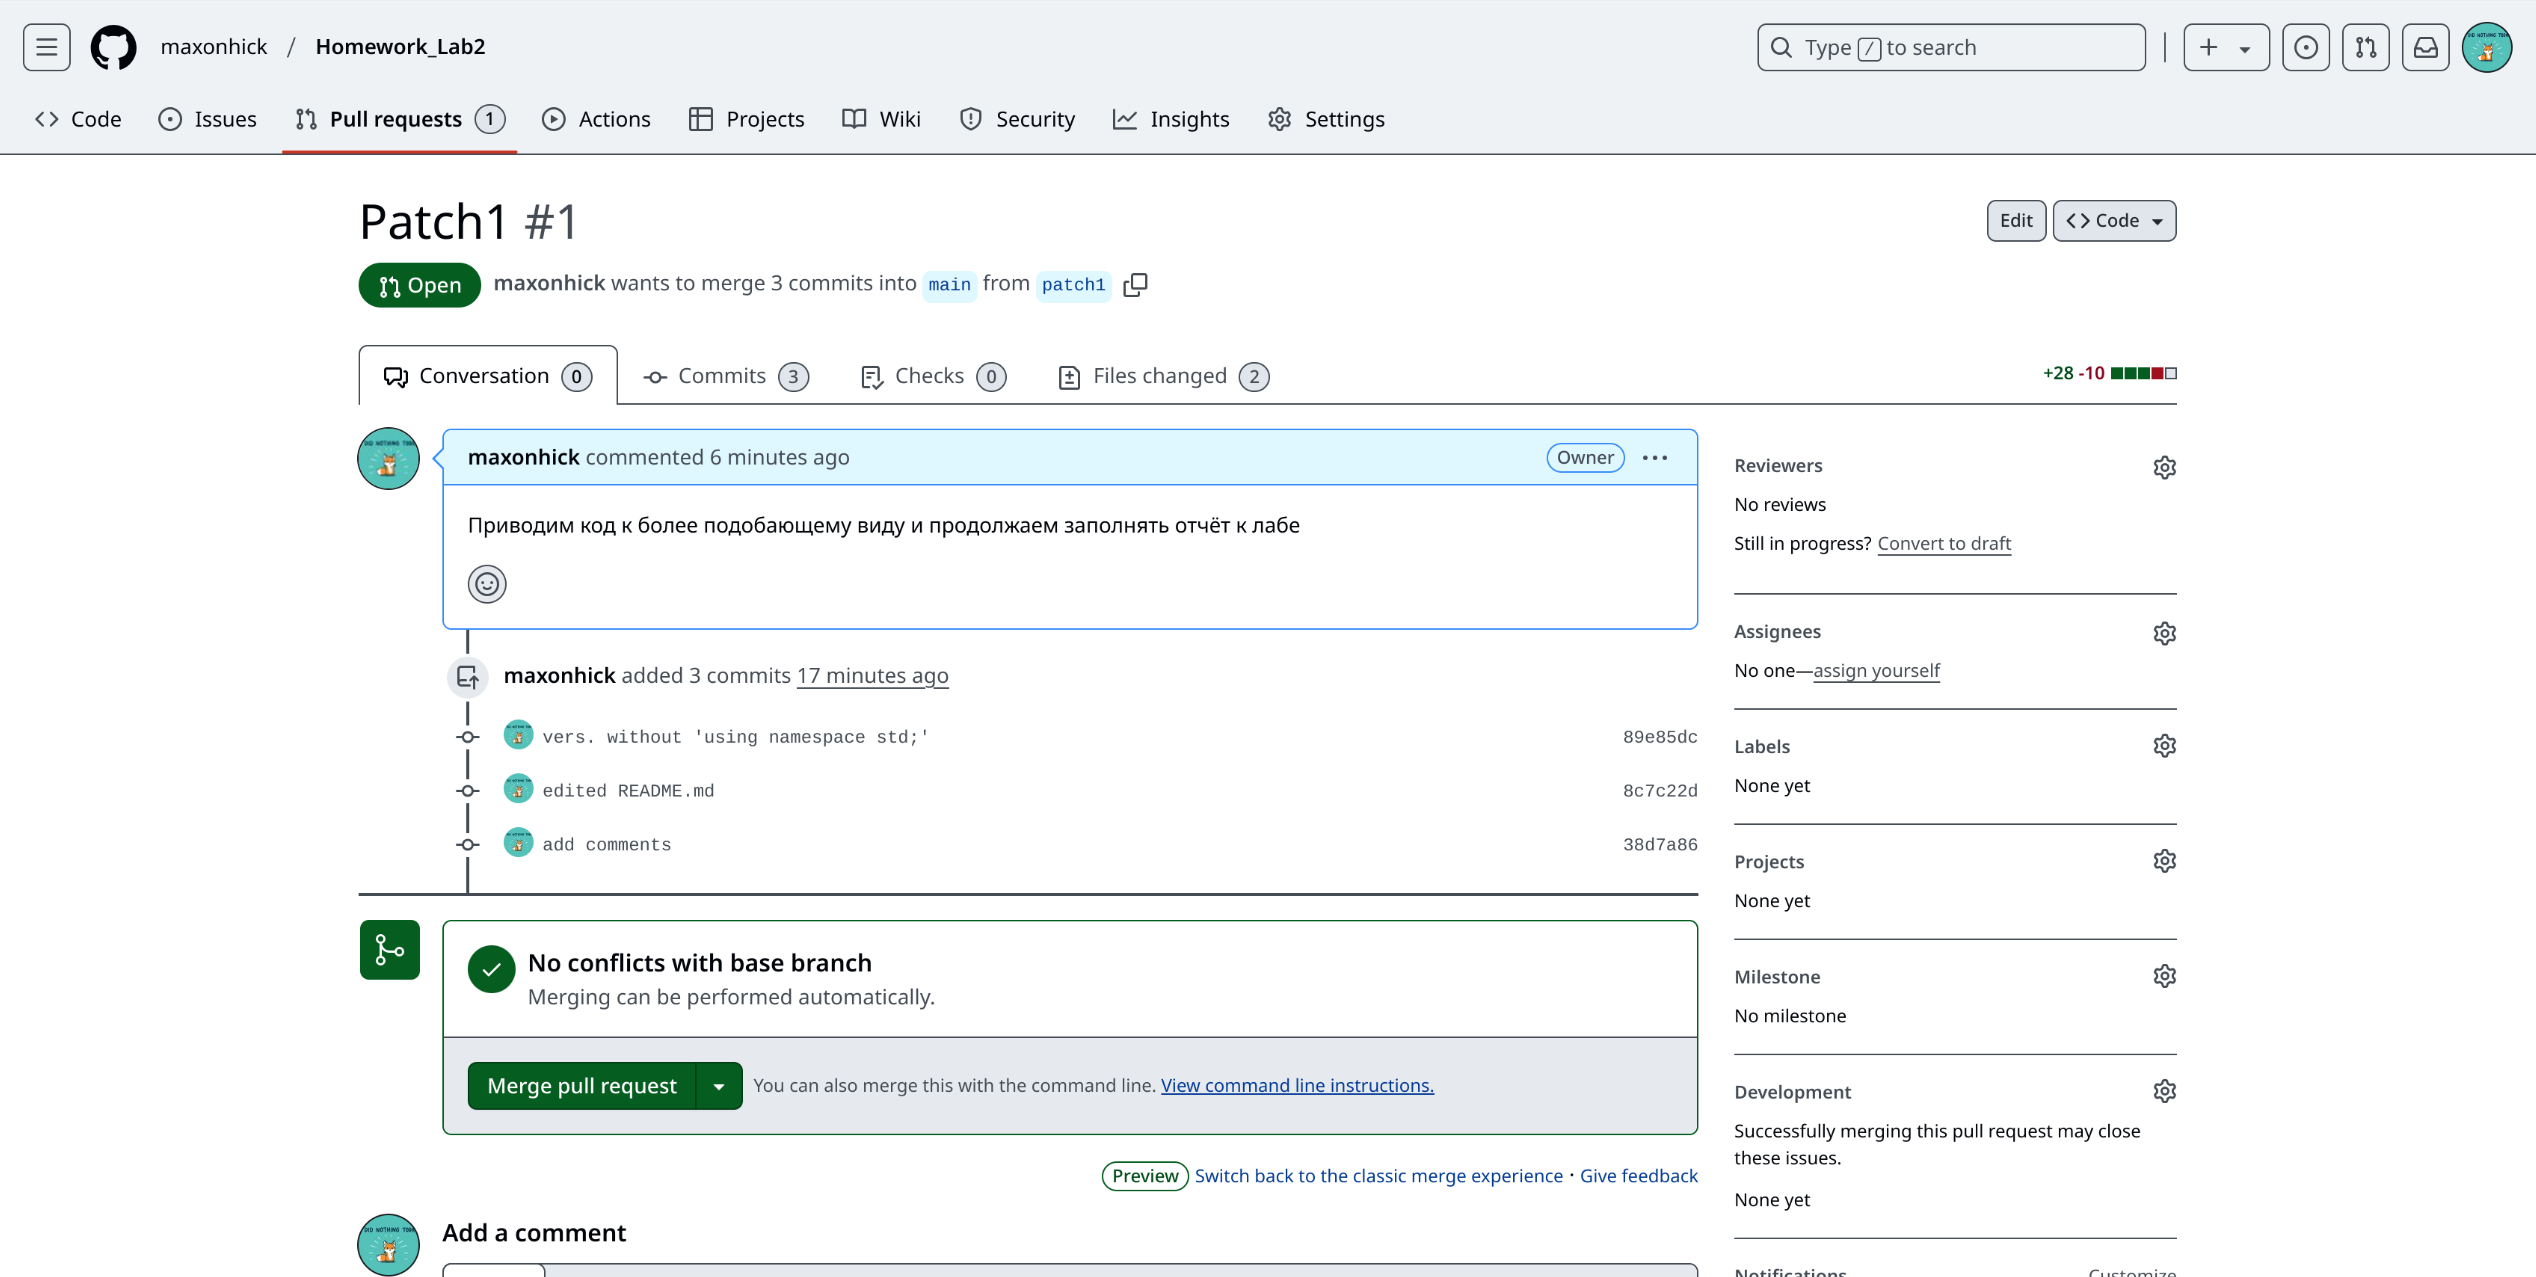 maxonhick / Homework_Lab2
Type / to search
Code Issues Pull requests 1 Actions Projects Wiki Security Insights Settings
Patch1 #1
Edit Code
Open maxonhick wants to merge 3 commits into main from patch1
Conversation 0 Commits 3 Checks 0 Files changed 2
+28 -10
maxonhick commented 6 minutes ago
Owner
Приводим код к более подобающему виду и продолжаем заполнять отчёт к лабе
maxonhick added 3 commits 17 minutes ago
vers. without 'using namespace std;' 89e85dc
edited README.md 8c7c22d
add comments 38d7a86
No conflicts with base branch
Merging can be performed automatically.
Merge pull request You can also merge this with the command line. View command line instructions.
Preview Switch back to the classic merge experience · Give feedback
Add a comment
Reviewers
No reviews
Still in progress? Convert to draft
Assignees
No one—assign yourself
Labels
None yet
Projects
None yet
Milestone
No milestone
Development
Successfully merging this pull request may close
these issues.
None yet
Notifications Customize